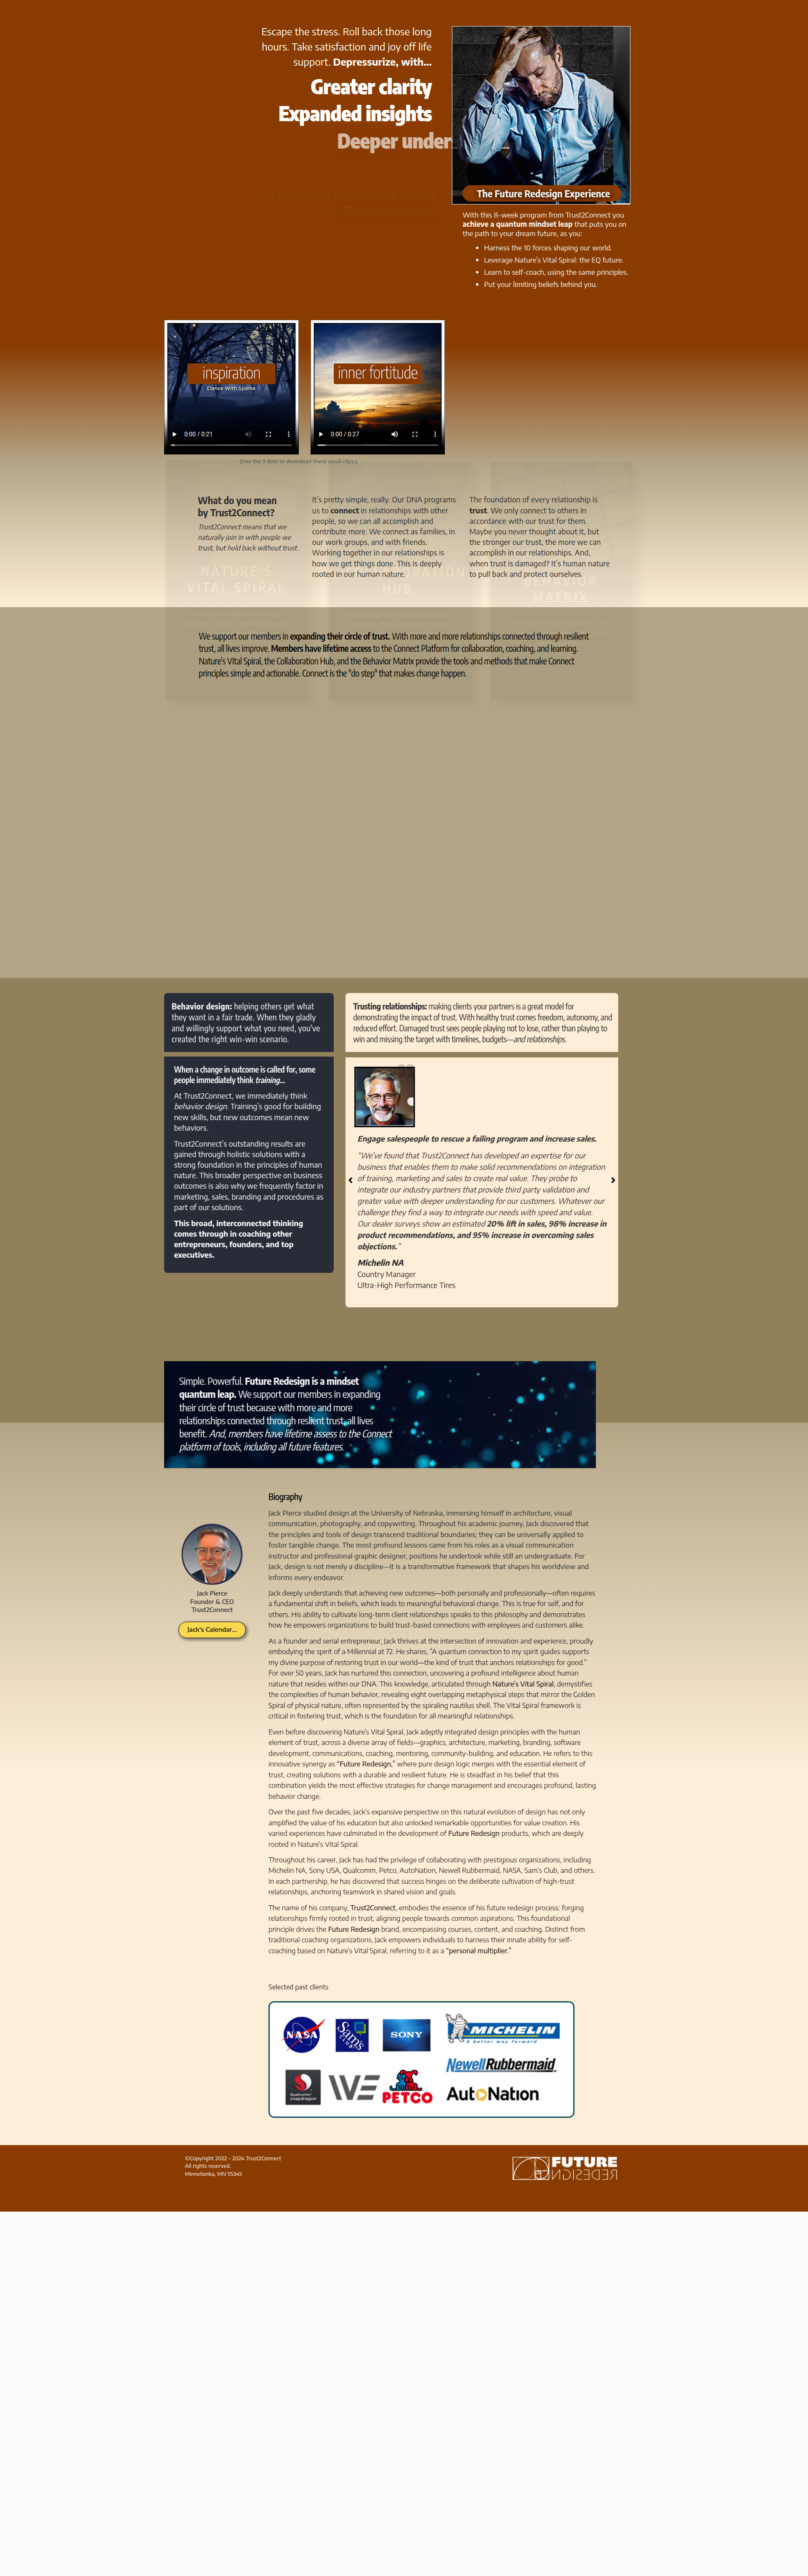 Escape the stress. Roll back those long
hours. Take satisfaction and joy off life
support. Depressurize, with...
Greater clarity
Expanded insights
Deeper under
The Future Redesign Experience
With this 8-week program from Trust2Connect you
achieve a quantum mindset leap that puts you on
the path to your dream future, as you:
• Harness the 10 forces shaping our world.
• Leverage Nature's Vital Spiral: the EQ future.
• Learn to self-coach, using the same principles.
• Put your limiting beliefs behind you.
inspiration
Dance With Sparks
0:00 / 0:21
inner fortitude
0:00 / 0:27
(Use the 3 dots to download these small clips.)
What do you mean
by Trust2Connect?
Trust2Connect means that we
naturally join in with people we
trust, but hold back without trust.
It's pretty simple, really. Our DNA programs
us to connect in relationships with other
people, so we can all accomplish and
contribute more. We connect as families, in
our work groups, and with friends.
Working together in our relationships is
how we get things done. This is deeply
rooted in our human nature.
The foundation of every relationship is
trust. We only connect to others in
accordance with our trust for them.
Maybe you never thought about it, but
the stronger our trust, the more we can
accomplish in our relationships. And,
when trust is damaged? It's human nature
to pull back and protect ourselves.
NATURE'S
VITAL SPIRAL
HUB
BEHAVIOR
MATRIX
We support our members in expanding their circle of trust. With more and more relationships connected through resilient
trust, all lives improve. Members have lifetime access to the Connect Platform for collaboration, coaching, and learning.
Nature's Vital Spiral, the Collaboration Hub, and the Behavior Matrix provide the tools and methods that make Connect
principles simple and actionable. Connect is the "do step" that makes change happen.
Behavior design: helping others get what
they want in a fair trade. When they gladly
and willingly support what you need, you've
created the right win-win scenario.
When a change in outcome is called for, some
people immediately think training...
At Trust2Connect, we immediately think
behavior design. Training's good for building
new skills, but new outcomes mean new
behaviors.
Trust2Connect's outstanding results are
gained through holistic solutions with a
strong foundation in the principles of human
nature. This broader perspective on business
outcomes is also why we frequently factor in
marketing, sales, branding and procedures as
part of our solutions.
This broad, interconnected thinking
comes through in coaching other
entrepreneurs, founders, and top
executives.
Trusting relationships: making clients your partners is a great model for
demonstrating the impact of trust. With healthy trust comes freedom, autonomy, and
reduced effort. Damaged trust sees people playing not to lose, rather than playing to
win and missing the target with timelines, budgets—and relationships.
Engage salespeople to rescue a failing program and increase sales.
"We've found that Trust2Connect has developed an expertise for our
business that enables them to make solid recommendations on integration
of training, marketing and sales to create real value. They probe to
integrate our industry partners that provide third party validation and
greater value with deeper understanding for our customers. Whatever our
challenge they find a way to integrate our needs with speed and value.
Our dealer surveys show an estimated 20% lift in sales, 98% increase in
product recommendations, and 95% increase in overcoming sales
objections."
Michelin NA
Country Manager
Ultra-High Performance Tires
Simple. Powerful. Future Redesign is a mindset
quantum leap. We support our members in expanding
their circle of trust because with more and more
relationships connected through reslient trust, all lives
benefit. And, members have lifetime assess to the Connect
platform of tools, including all future features.
Biography
Jack Pierce studied design at the University of Nebraska, immersing himself in architecture, visual
communication, photography, and copywriting. Throughout his academic journey, Jack discovered that
the principles and tools of design transcend traditional boundaries; they can be universally applied to
foster tangible change. The most profound lessons came from his roles as a visual communication
instructor and professional graphic designer, positions he undertook while still an undergraduate. For
Jack, design is not merely a discipline—it is a transformative framework that shapes his worldview and
informs every endeavor.
Jack Pierce
Founder & CEO
Trust2Connect
Jack's Calendar...
Jack deeply understands that achieving new outcomes—both personally and professionally—often requires
a fundamental shift in beliefs, which leads to meaningful behavioral change. This is true for self, and for
others. His ability to cultivate long-term client relationships speaks to this philosophy and demonstrates
how he empowers organizations to build trust-based connections with employees and customers alike.
As a founder and serial entrepreneur, Jack thrives at the intersection of innovation and experience, proudly
embodying the spirit of a Millennial at 72. He shares, "A quantum connection to my spirit guides supports
my divine purpose of restoring trust in our world—the kind of trust that anchors relationships for good."
For over 50 years, Jack has nurtured this connection, uncovering a profound intelligence about human
nature that resides within our DNA. This knowledge, articulated through Nature's Vital Spiral, demystifies
the complexities of human behavior, revealing eight overlapping metaphysical steps that mirror the Golden
Spiral of physical nature, often represented by the spiraling nautilus shell. The Vital Spiral framework is
critical in fostering trust, which is the foundation for all meaningful relationships.
Even before discovering Nature's Vital Spiral, Jack adeptly integrated design principles with the human
element of trust, across a diverse array of fields—graphics, architecture, marketing, branding, software
development, communications, coaching, mentoring, community-building, and education. He refers to this
innovative synergy as "Future Redesign," where pure design logic merges with the essential element of
trust, creating solutions with a durable and resilient future. He is steadfast in his belief that this
combination yields the most effective strategies for change management and encourages profound, lasting
behavior change.
Over the past five decades, Jack's expansive perspective on this natural evolution of design has not only
amplified the value of his education but also unlocked remarkable opportunities for value creation. His
varied experiences have culminated in the development of Future Redesign products, which are deeply
rooted in Nature's Vital Spiral.
Throughout his career, Jack has had the privilege of collaborating with prestigious organizations, including
Michelin NA, Sony USA, Qualcomm, Petco, AutoNation, Newell Rubbermaid, NASA, Sam's Club, and others.
In each partnership, he has discovered that success hinges on the deliberate cultivation of high-trust
relationships, anchoring teamwork in shared vision and goals.
The name of his company, Trust2Connect, embodies the essence of his future redesign process: forging
relationships firmly rooted in trust, aligning people towards common aspirations. This foundational
principle drives the Future Redesign brand, encompassing courses, content, and coaching. Distinct from
traditional coaching organizations, Jack empowers individuals to harness their innate ability for self-
coaching based on Nature's Vital Spiral, referring to it as a "personal multiplier."
Selected past clients
NASA
Sam's
SONY
MICHELIN
A better way forward
Newell Rubbermaid
Qualcomm
snapdragon
WE
PETCO
AutoNation
©Copyright 2022 - 2024 Trust2Connect
All rights reserved.
Minnetonka, MN 55345
FUTURE
REDESIGN